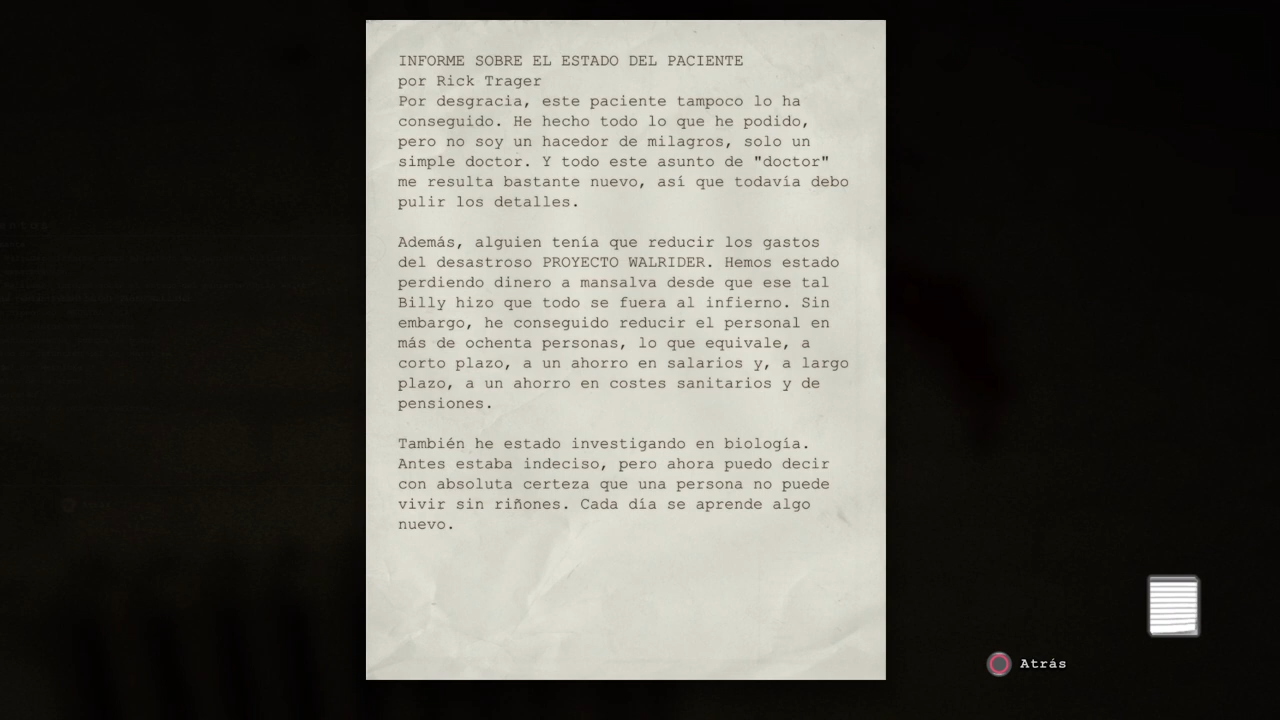 INFORME SOBRE EL ESTADO DEL PACIENTE
por Rick Trager
Por desgracia, este paciente tampoco lo ha
conseguido. He hecho todo lo que he podido,
pero no soy un hacedor de milagros, solo un
simple doctor. Y todo este asunto de "doctor"
me resulta bastante nuevo, así que todavía debo
pulir los detalles.
Además, alguien tenía que reducir los gastos
del desastroso PROYECTO WALRIDER. Hemos estado
perdiendo dinero a mansalva desde que ese tal
Billy hizo que todo se fuera al infierno. Sin
embargo, he conseguido reducir el personal en
más de ochenta personas, lo que equivale, a
corto plazo, a un ahorro en salarios y, a largo
plazo, a un ahorro en costes sanitarios y de
pensiones.
También he estado investigando en biología.
Antes estaba indeciso, pero ahora puedo decir
con absoluta certeza que una persona no puede
vivir sin riñones. Cada día se aprende algo
nuevo.
Atrás